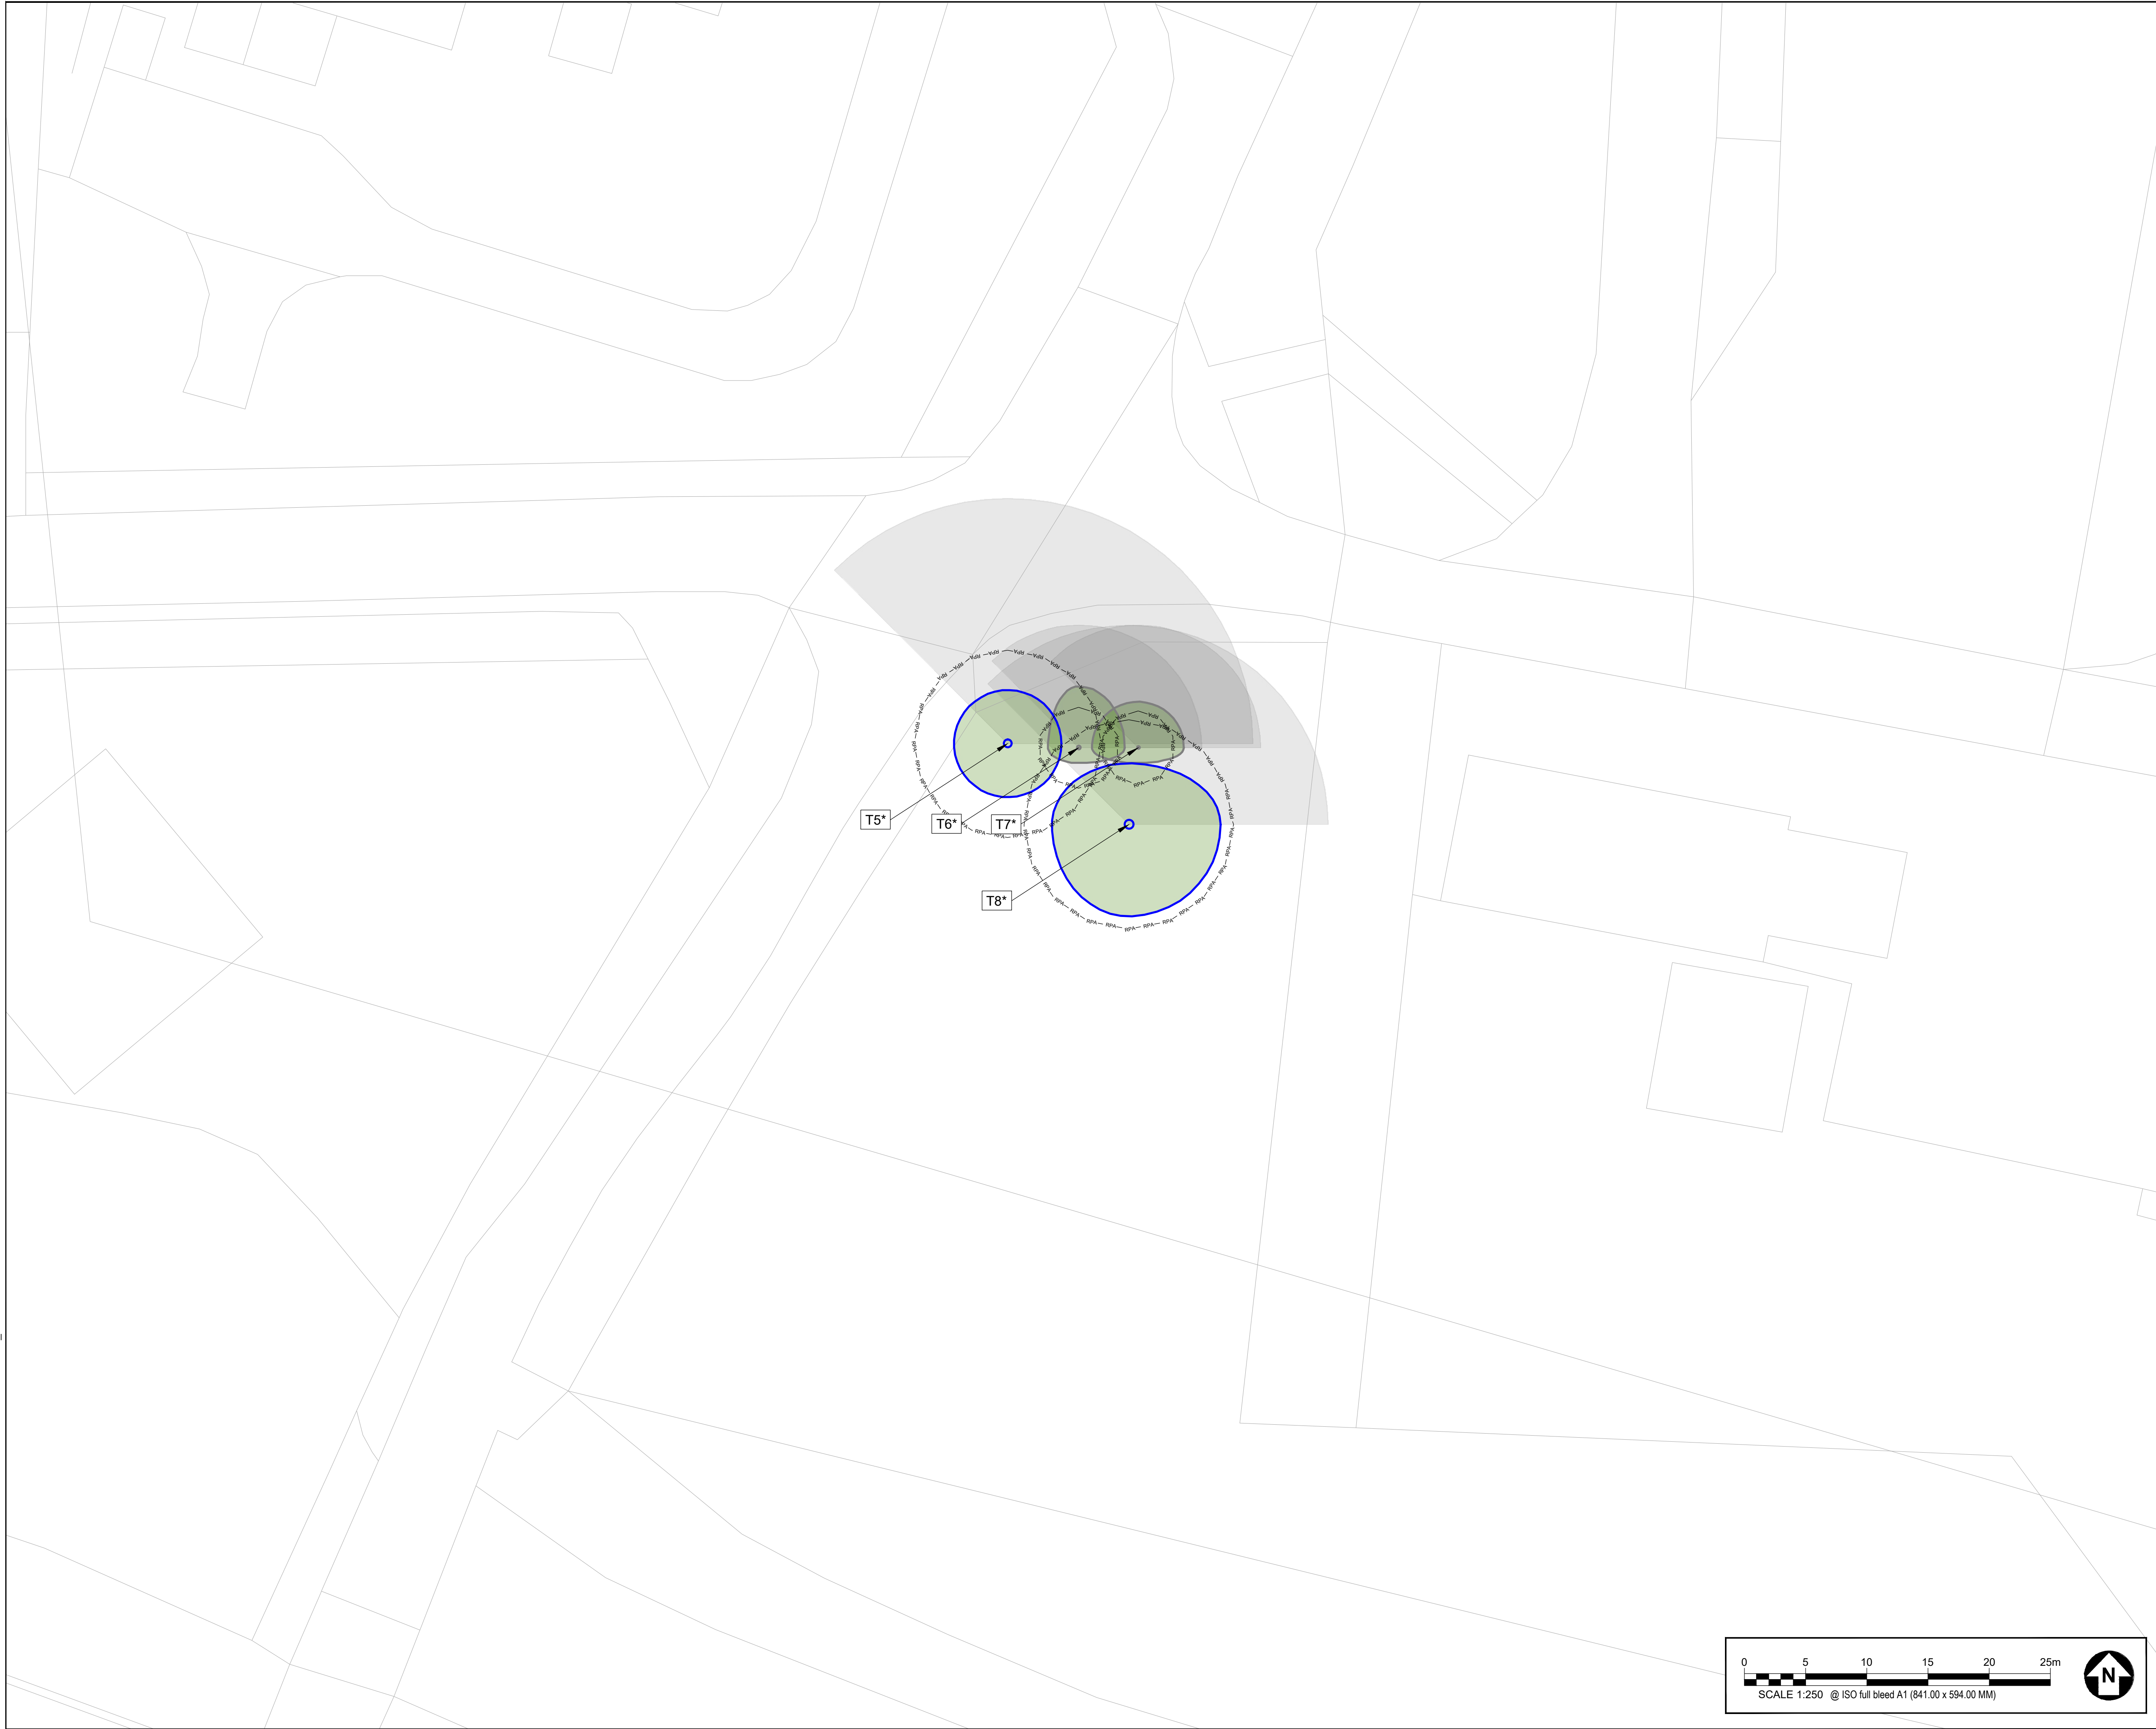 T5*
T6*
T7*
T8*
RPA
0 5 10 15 20 25m
SCALE 1:250 @ ISO full bleed A1 (841.00 x 594.00 MM)
N